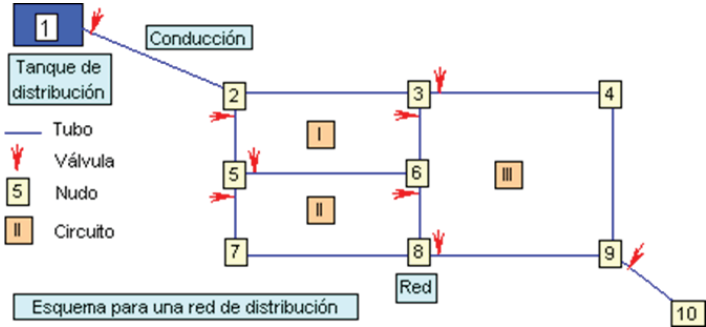 1
Conducción
Tanque de
distribución
Tubo
Válvula
5 Nudo
II Circuito
2 3 4
I
5 6 III
II
7 8 9
Red
10
Esquema para una red de distribución